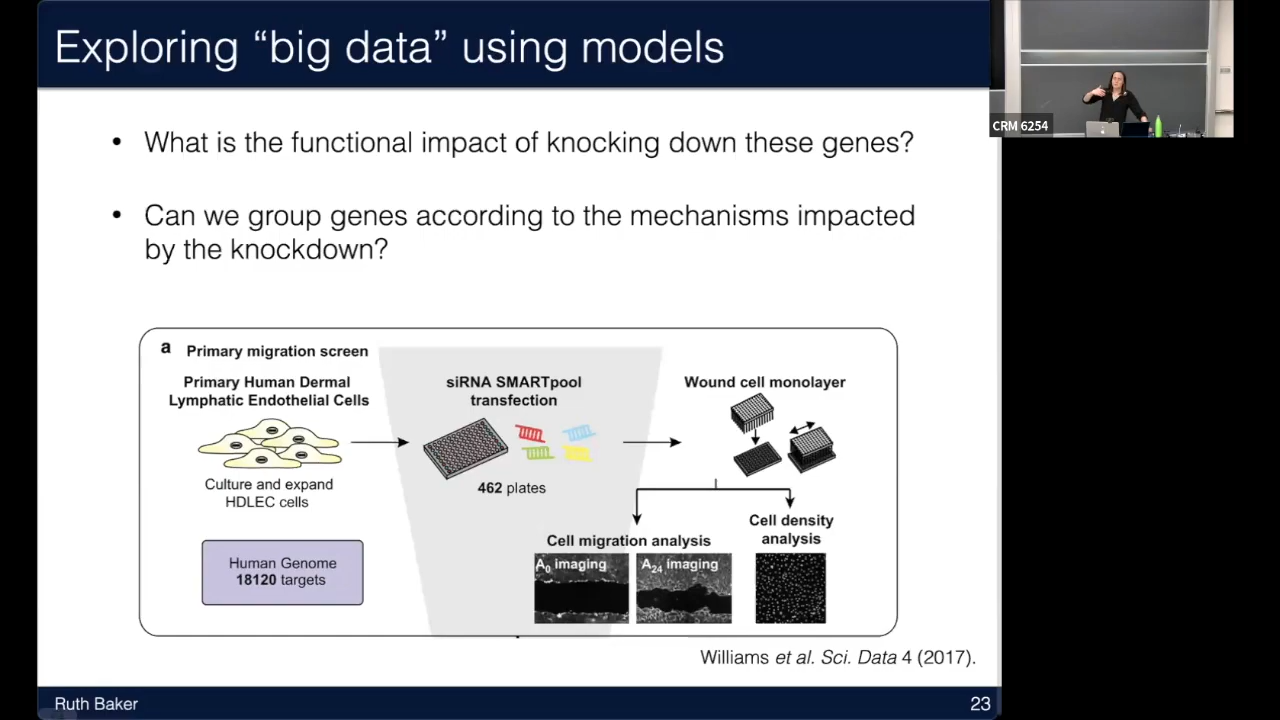 Exploring “big data” using models
CRM 6254
• What is the functional impact of knocking down these genes?
• Can we group genes according to the mechanisms impacted
by the knockdown?
a Primary migration screen
Primary Human Dermal
Lymphatic Endothelial Cells
Culture and expand
HDLEC cells
Human Genome
18120 targets
siRNA SMARTpool
transfection
462 plates
Wound cell monolayer
Cell migration analysis
A0 imaging
A24 imaging
Cell density
analysis
Williams et al. Sci. Data 4 (2017).
Ruth Baker
23